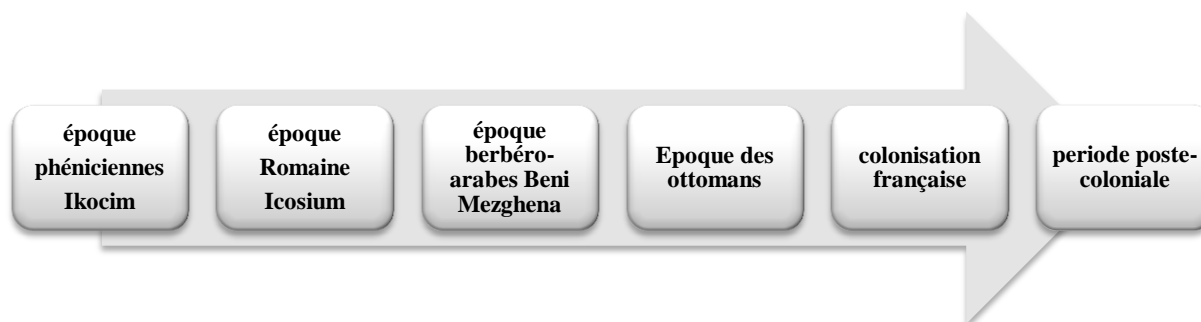 époque
phéniciennes
Ikocim
époque
Romaine
Icosium
époque
berbéro-
arabes Beni
Mezghena
Epoque des
ottomans
colonisation
française
periode poste-
coloniale